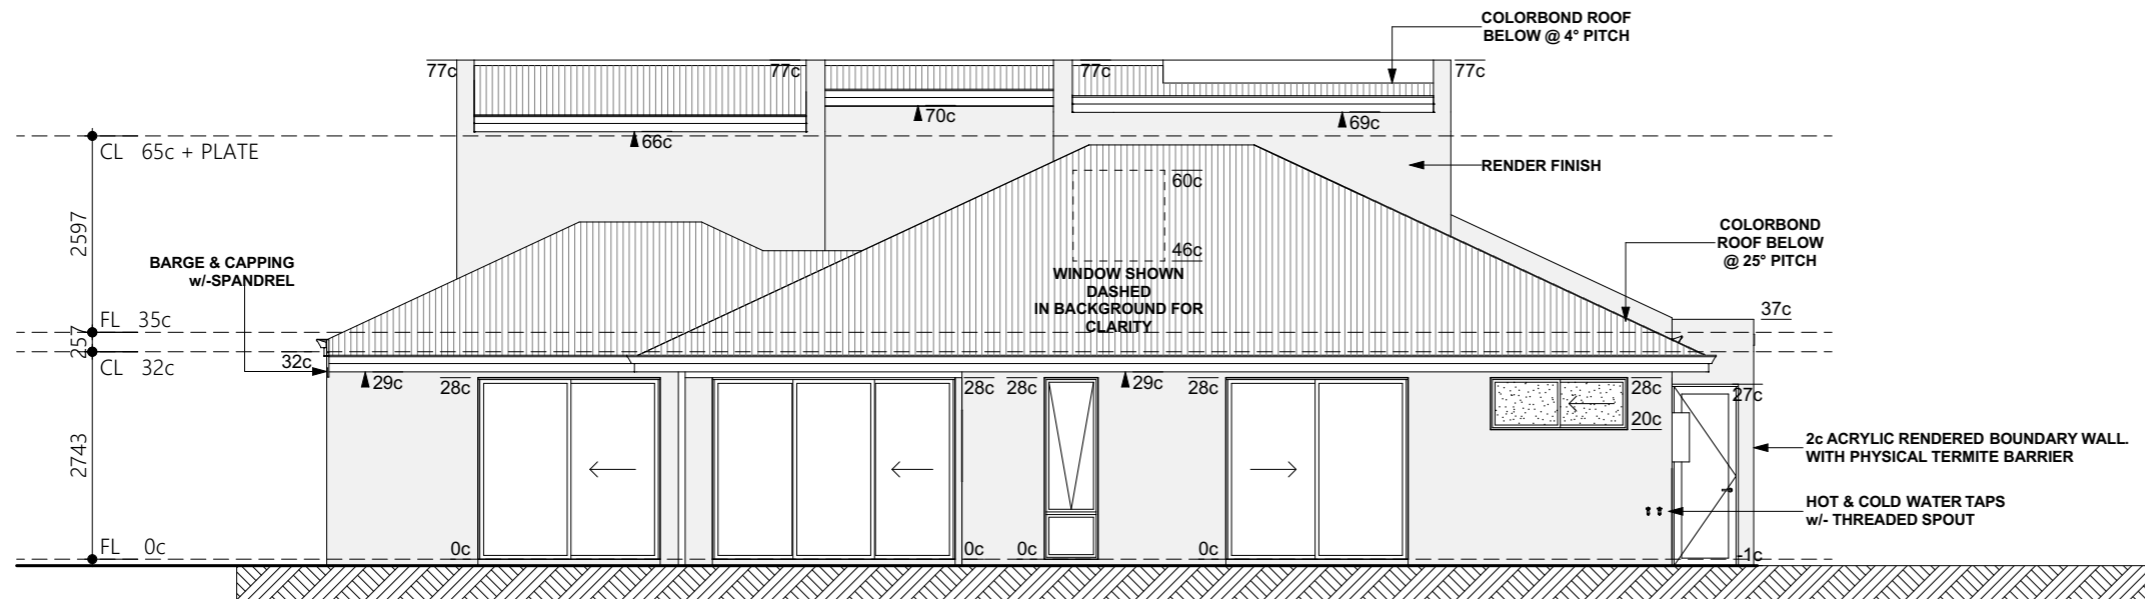 COLORBOND ROOF
BELOW @ 4° PITCH
77c
77c
77c
77c
70c
69c
66c
CL 65c + PLATE
RENDER FINISH
60c
2597
COLORBOND
ROOF BELOW
@ 25° PITCH
46c
BARGE & CAPPING
w/-SPANDREL
WINDOW SHOWN
DASHED
IN BACKGROUND FOR
CLARITY
37c
FL 35c
257
CL 32c
32c
29c
28c
28c
28c
29c
28c
28c
27c
20c
2743
2c ACRYLIC RENDERED BOUNDARY WALL.
WITH PHYSICAL TERMITE BARRIER
HOT & COLD WATER TAPS
w/- THREADED SPOUT
FL 0c
0c
0c
0c
0c
-1c